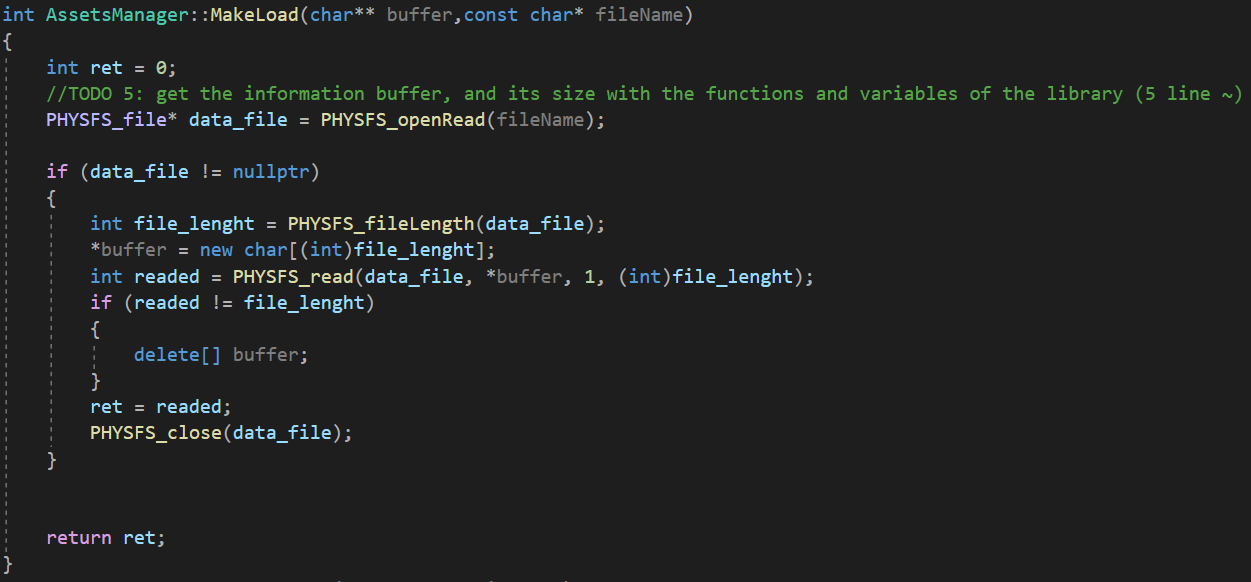 int AssetsManager::MakeLoad(char** buffer,const char* fileName)
{
int ret = 0;
//TODO 5: get the information buffer, and its size with the functions and variables of the library (5 line ~)
PHYSFS_file* data_file = PHYSFS_openRead(fileName);
if (data_file != nullptr)
{
int file_lenght = PHYSFS_fileLength(data_file);
*buffer = new char[(int)file_lenght];
int readed = PHYSFS_read(data_file, *buffer, 1, (int)file_lenght);
if (readed != file_lenght)
{
delete[] buffer;
}
ret = readed;
PHYSFS_close(data_file);
}
return ret;
}